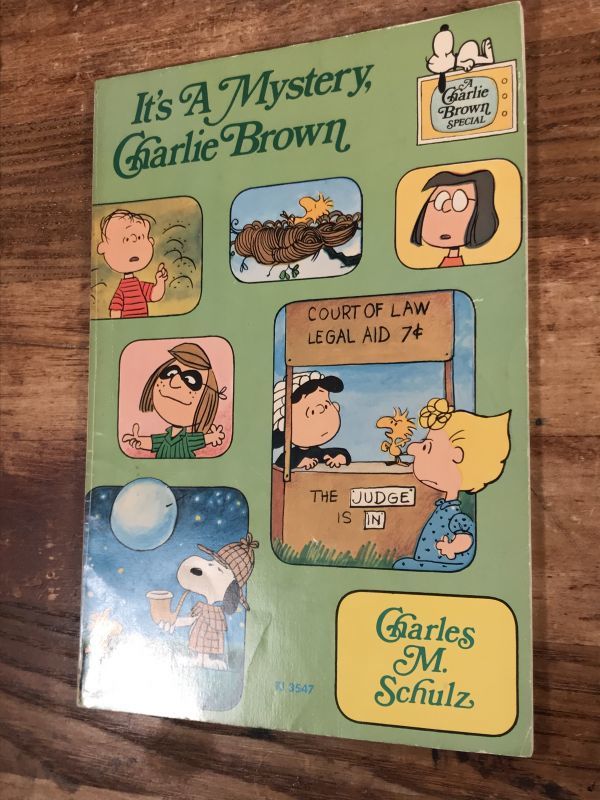 It's A Mystery,
Charlie Brown
A
Charlie
Brown
SPECIAL
COURT OF LAW
LEGAL AID 7¢
THE JUDGE
IS IN
3547
Charles
M.
Schulz